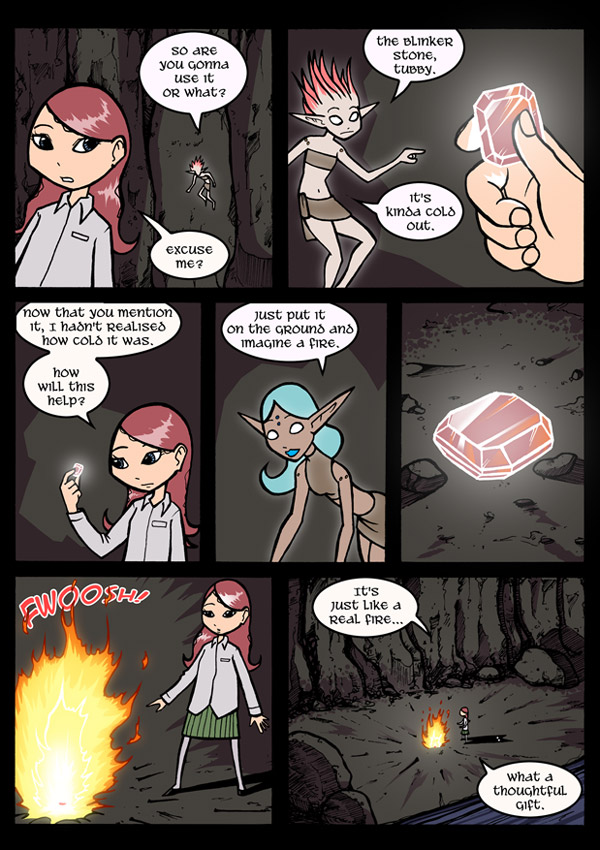 so are
you gonna
use it
or what?
excuse
me?
the blinker
stone,
tubby.
it's
kinda cold
out.
now that you mention
it, I hadn't realised
how cold it was.
how
will this
help?
just put it
on the ground and
imagine a fire.
FWOOSH!
It's
just like a
real fire...
what a
thoughtful
gift.